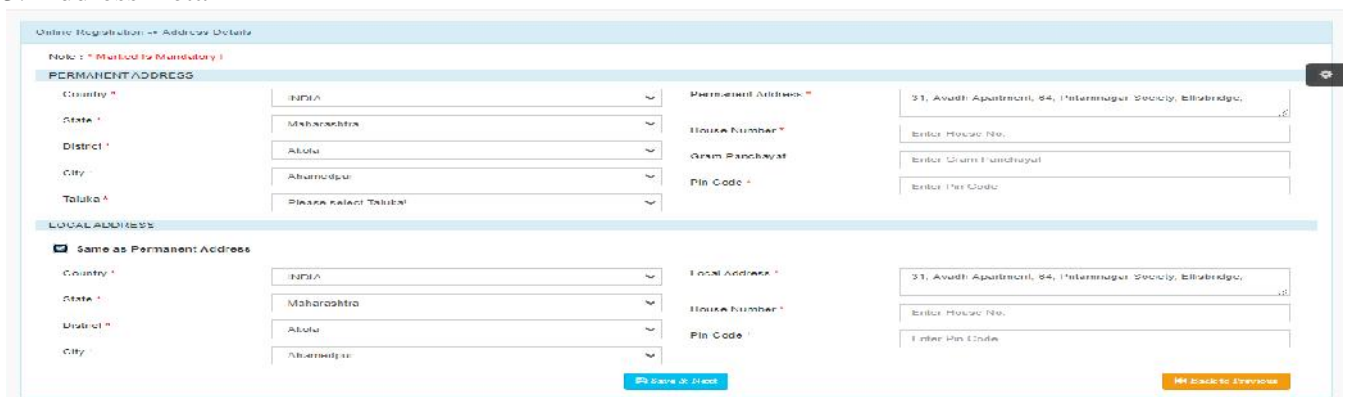 Online Registration -- Address Details
Note : * Marked Is Mandatory !
PERMANENT ADDRESS
Country * INDIA
Permanent Address * 31, Avadh Apartment, 64, Pritamnagar Society, Ellisbridge,
State * Maharashtra
House Number * Enter House No.
District * Akola
Gram Panchayat Enter Gram Panchayat
City * Ahamedpur
Pin Code * Enter Pin Code
Taluka * Please select Taluka!
LOCAL ADDRESS
Same as Permanent Address
Country * INDIA
Local Address * 31, Avadh Apartment, 64, Pritamnagar Society, Ellisbridge,
State * Maharashtra
House Number * Enter House No.
District * Akola
Pin Code * Enter Pin Code
City * Ahamedpur
Save & Next
Back to Previous